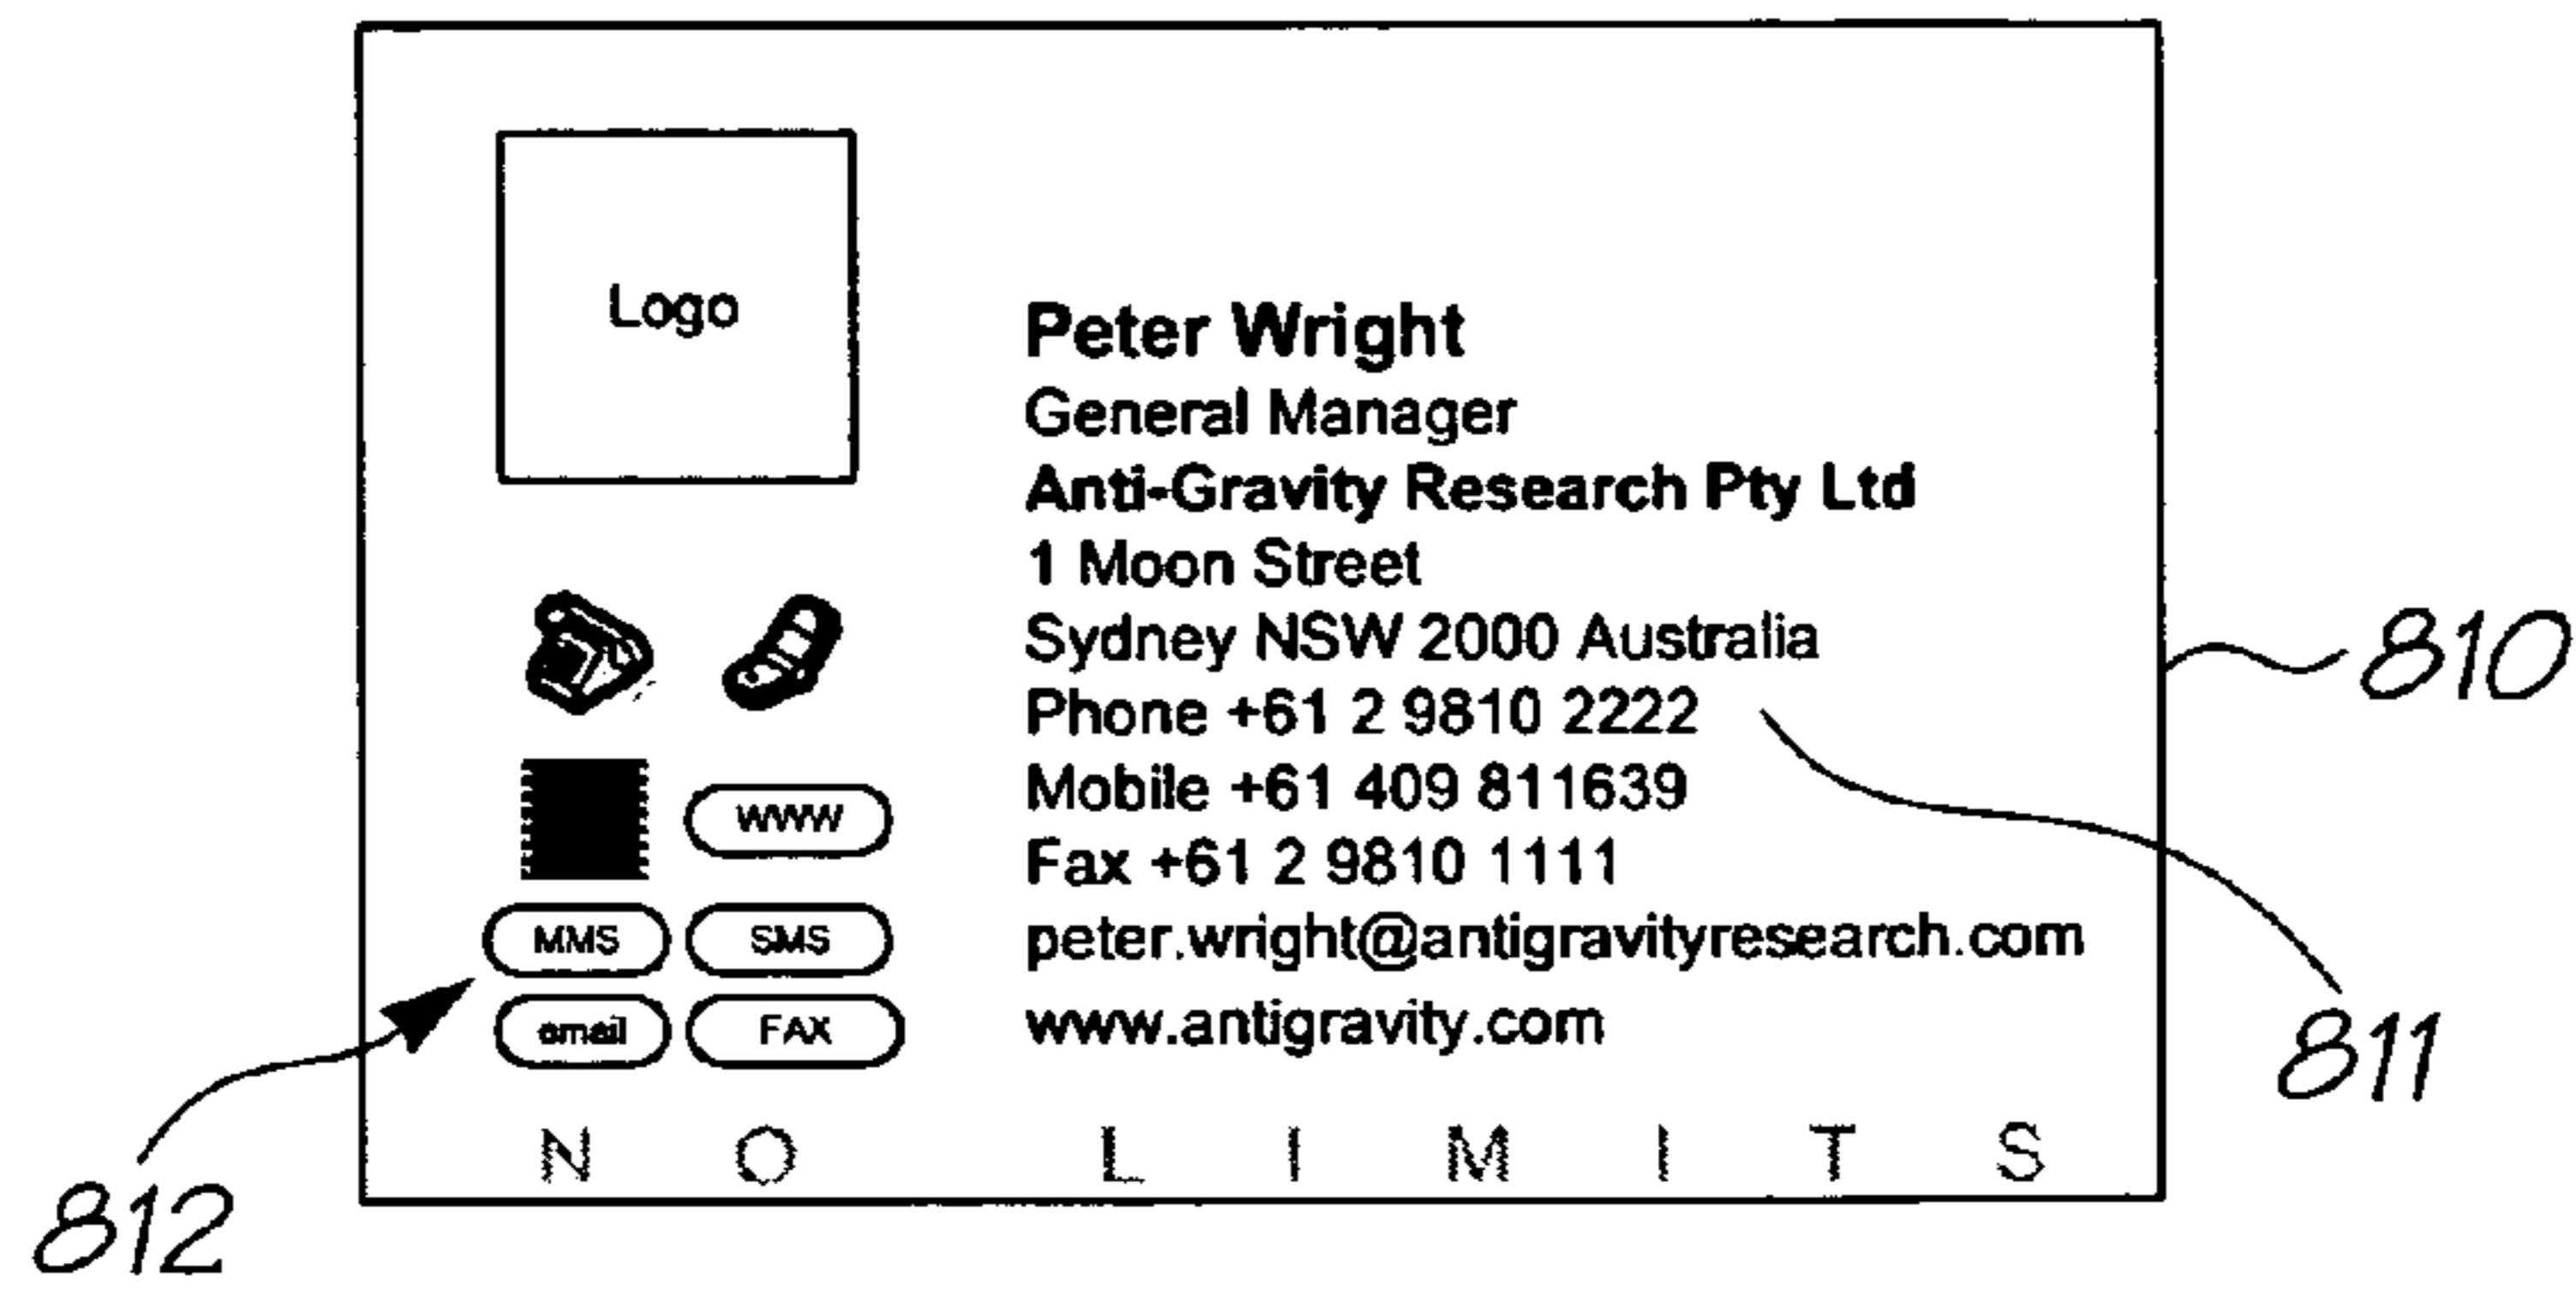 Logo
Peter Wright
General Manager
Anti-Gravity Research Pty Ltd
1 Moon Street
Sydney NSW 2000 Australia
Phone +61 2 9810 2222
Mobile +61 409 811639
Fax +61 2 9810 1111
peter.wright@antigravityresearch.com
www.antigravity.com
WWW
MMS SMS
email FAX
N O L I M I T S
810
811
812